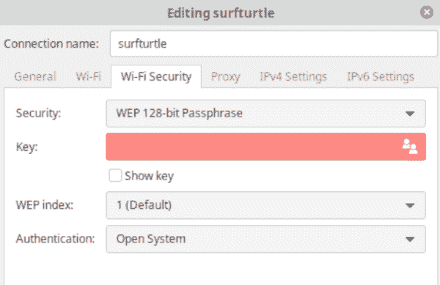 Editing surfturtle
Connection name: surfturtle
General Wi-Fi Wi-Fi Security Proxy IPv4 Settings IPv6 Settings
Security: WEP 128-bit Passphrase
Key:
Show key
WEP index: 1 (Default)
Authentication: Open System